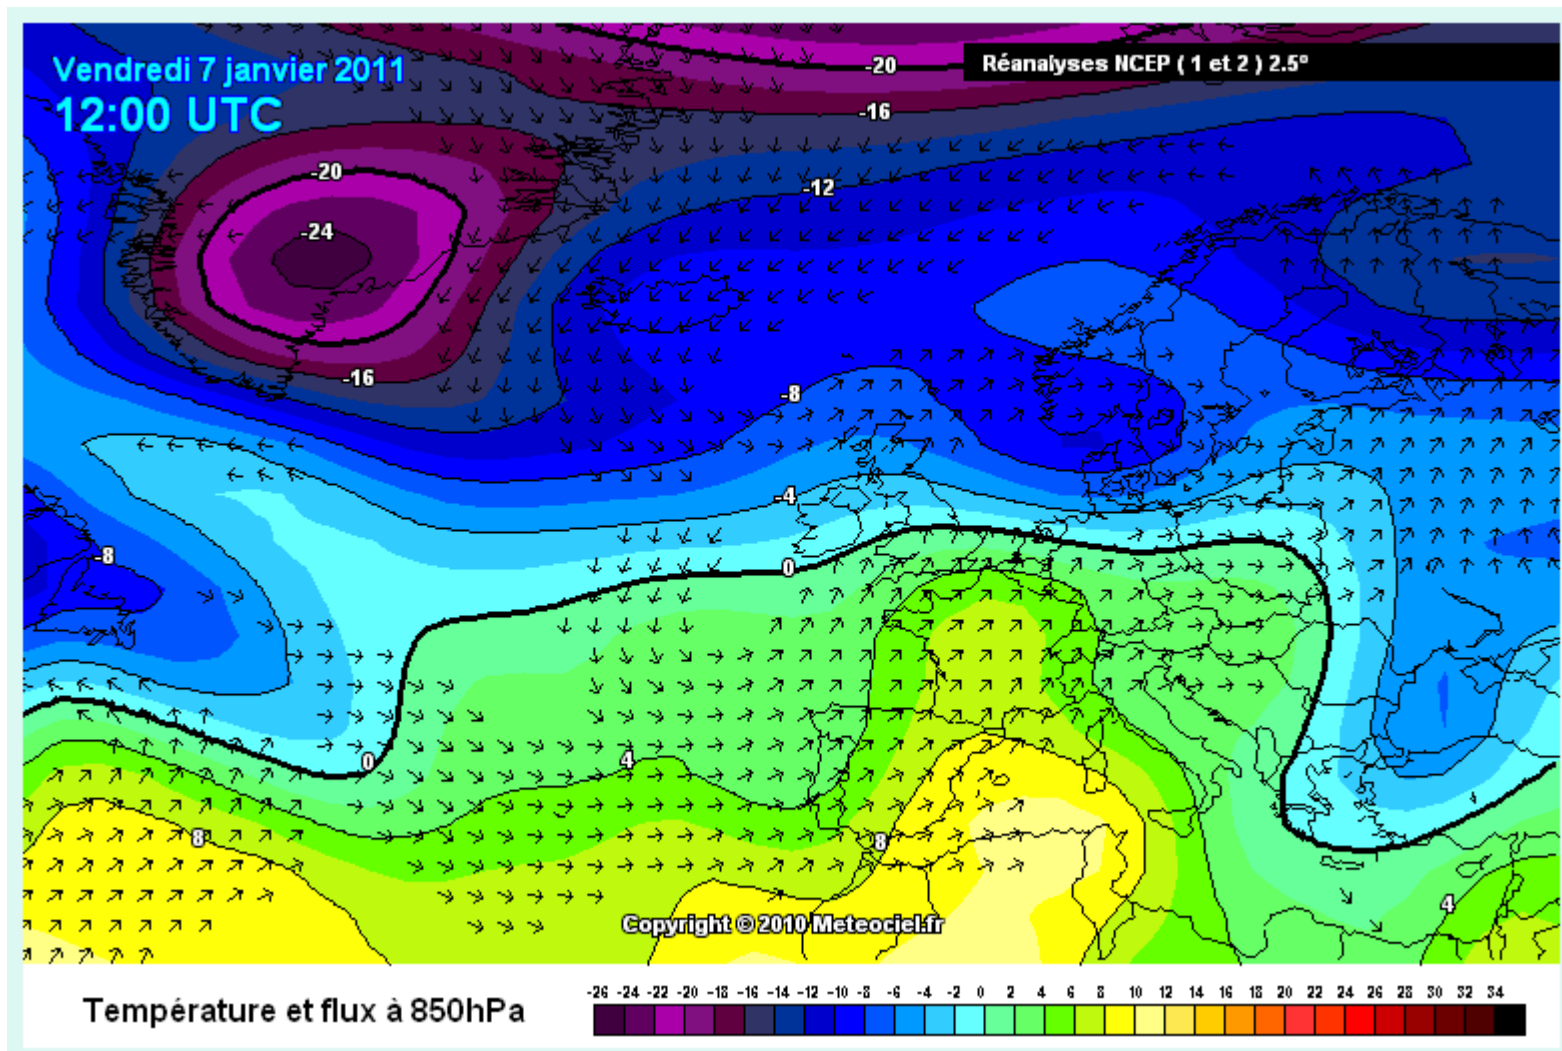 Vendredi 7 janvier 2011
12:00 UTC
Réanalyses NCEP ( 1 et 2 ) 2.5°
-20
-16
-20
-12
-24
-16
-8
-4
-8
0
0
4
8
8
4
Copyright © 2010 Meteociel.fr
Température et flux à 850hPa
-26 -24 -22 -20 -18 -16 -14 -12 -10 -8 -6 -4 -2 0 2 4 6 8 10 12 14 16 18 20 22 24 26 28 30 32 34